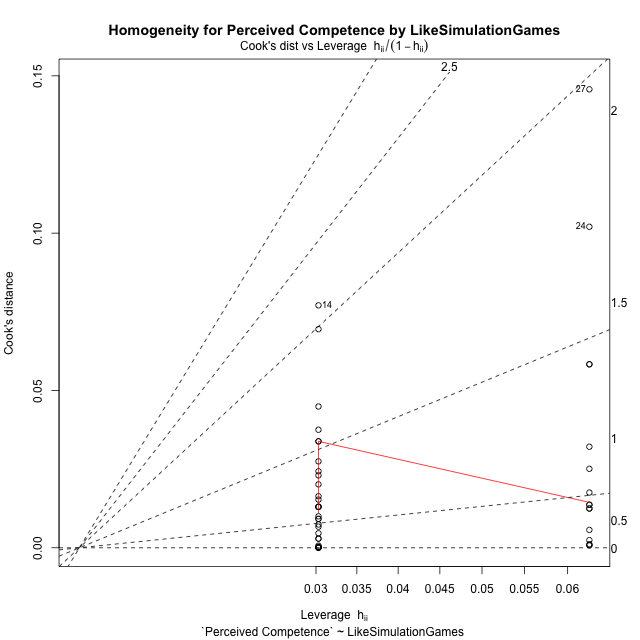 Homogeneity for Perceived Competence by LikeSimulationGames
Cook's dist vs Leverage hᵢᵢ/(1 − hᵢᵢ)
2.5
27
2
24
14
1.5
1
0.5
0
Cook's distance
0.15
0.10
0.05
0.00
0.03 0.035 0.04 0.045 0.05 0.055 0.06
Leverage hᵢᵢ
`Perceived Competence` ~ LikeSimulationGames